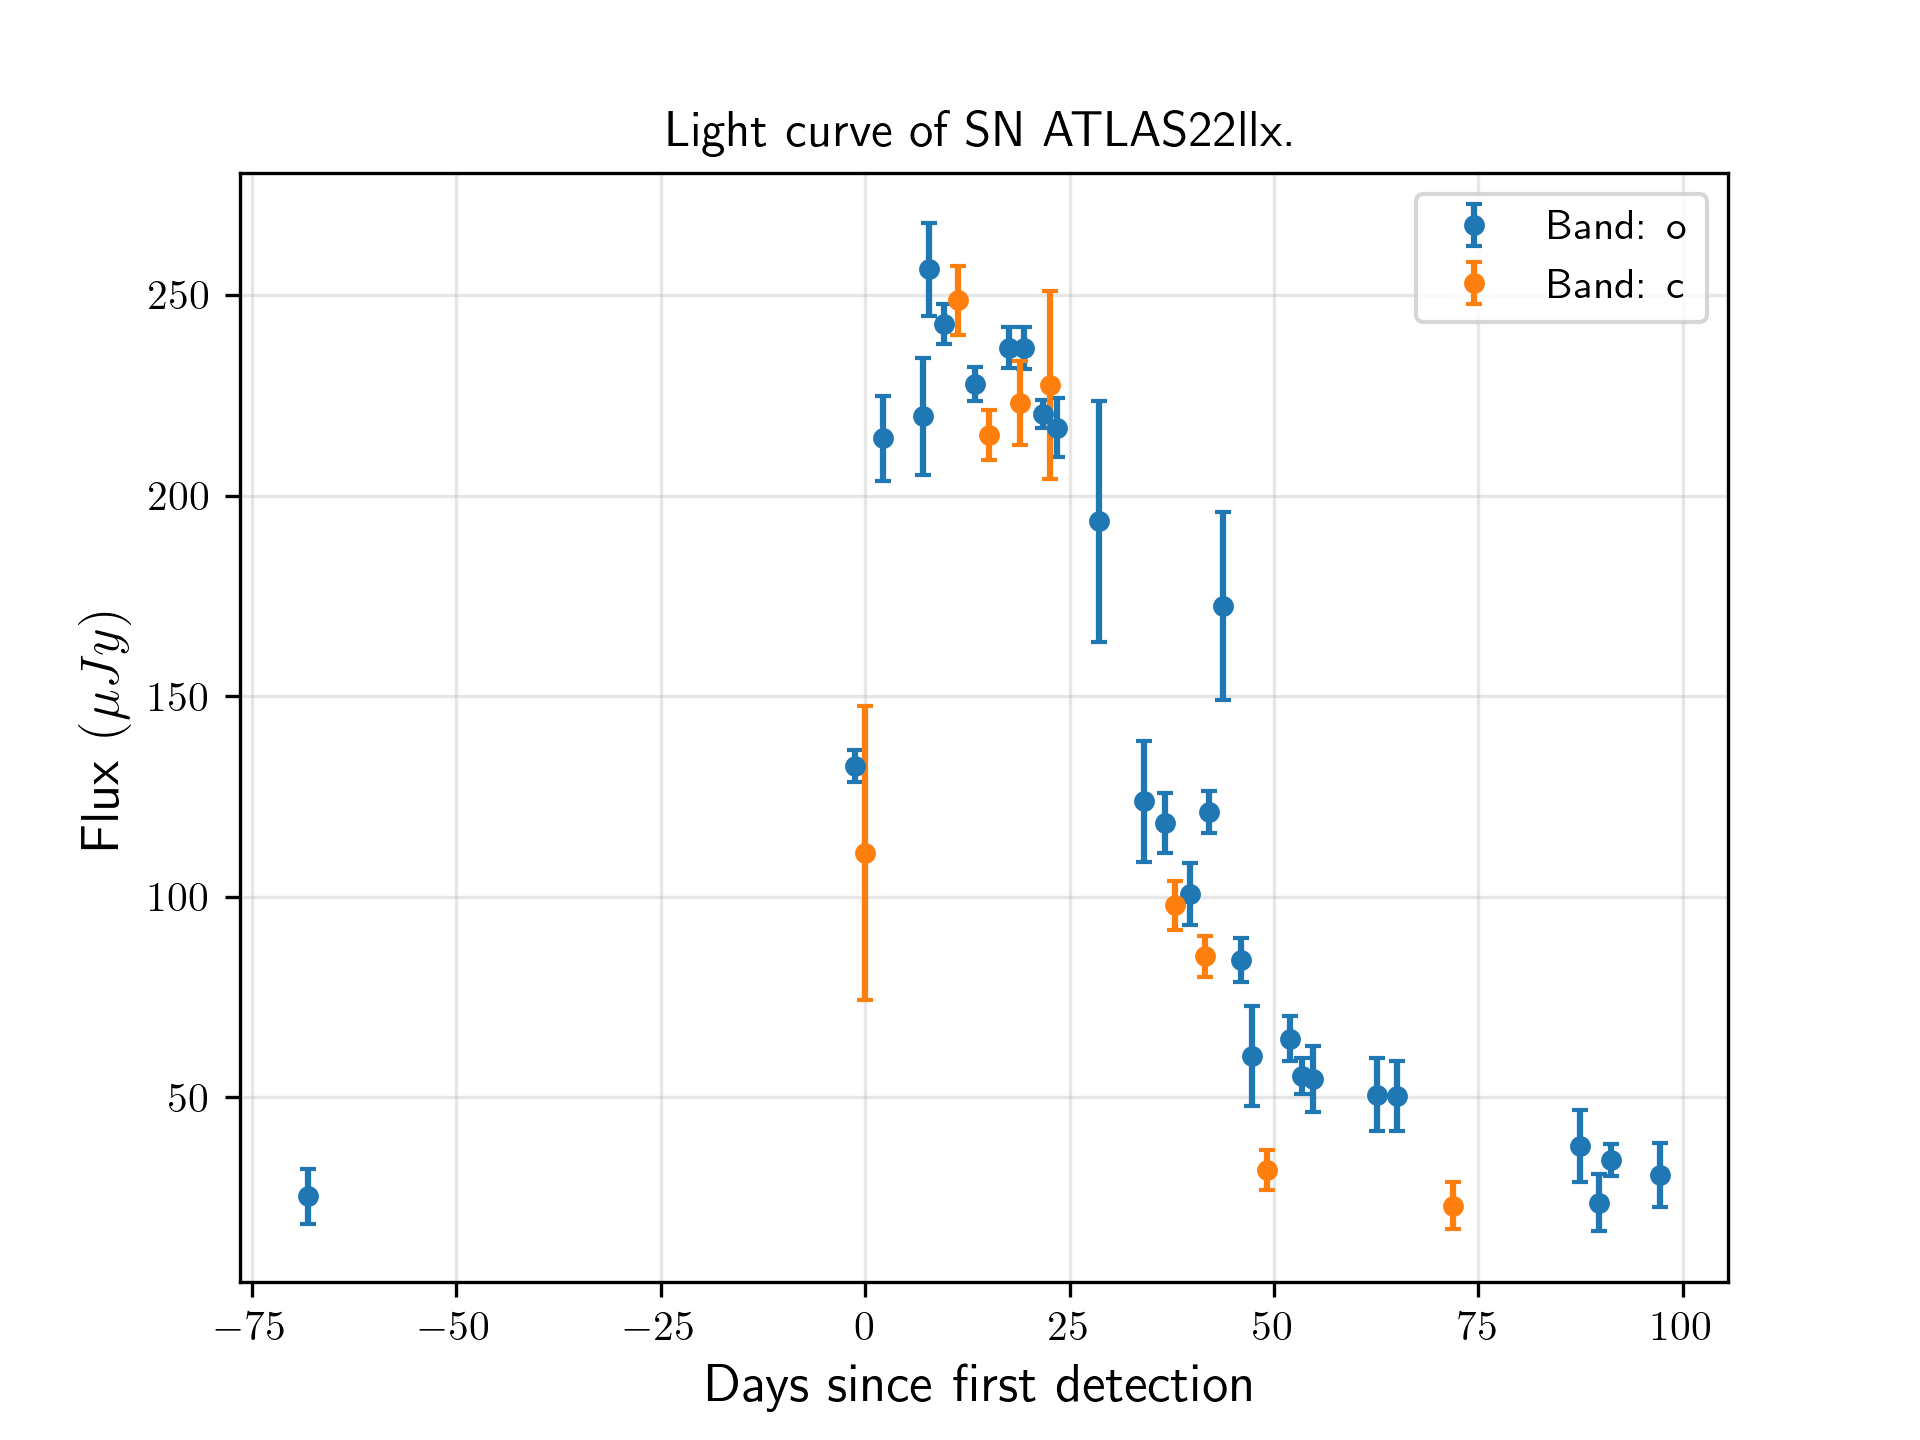 Light curve of SN ATLAS22llx.
Band: o
Band: c
250
200
150
100
50
Flux (μJy)
−75 −50 −25 0 25 50 75 100
Days since first detection